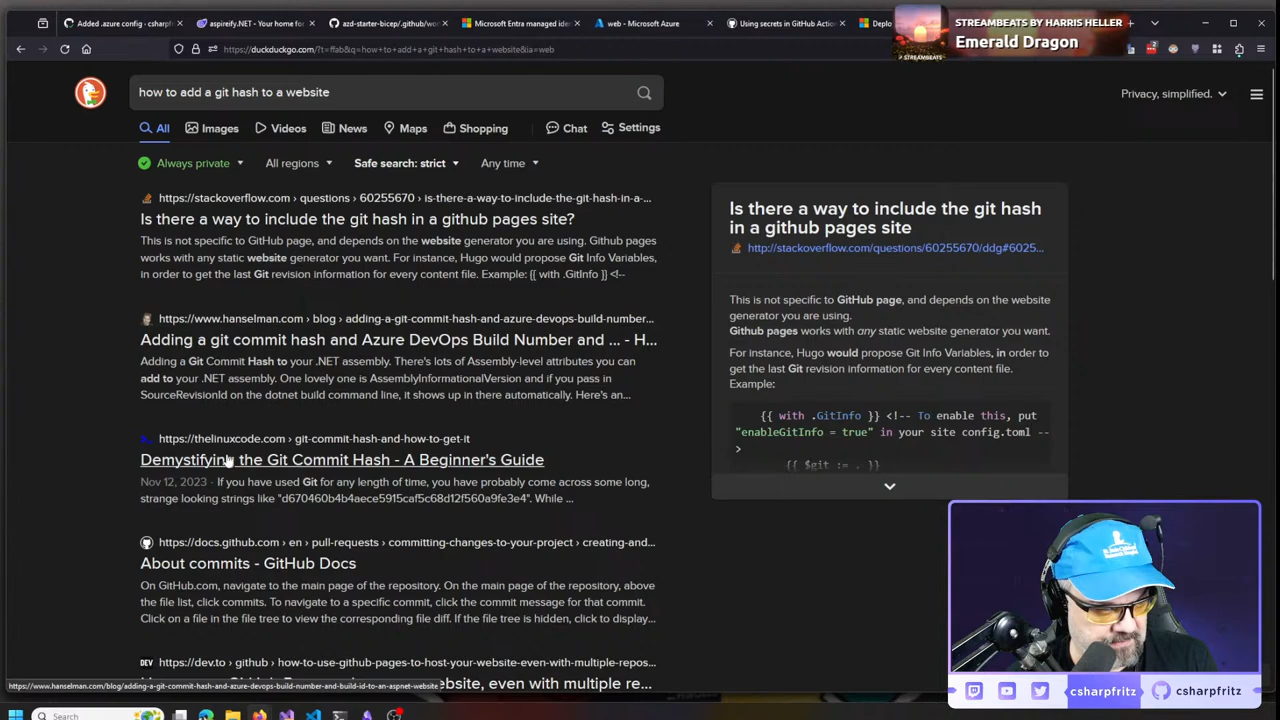 Added .azure config - csharpf
aspireify.NET - Your home fo
azd-starter-bicep/.github/wo
Microsoft Entra managed ide
web - Microsoft Azure
Using secrets in GitHub Actio
Deplo
STREAMBEATS BY HARRIS HELLER
Emerald Dragon
STREAMBEATS
https://duckduckgo.com/?t=ffab&q=how+to+add+a+git+hash+to+a+website&ia=web
how to add a git hash to a website
Privacy, simplified.
All
Images
Videos
News
Maps
Shopping
Chat
Settings
Always private
All regions
Safe search: strict
Any time
https://stackoverflow.com › questions › 60255670 › is-there-a-way-to-include-the-git-hash-in-a-...
Is there a way to include the git hash in a github pages site?
This is not specific to GitHub page, and depends on the website generator you are using. Github pages
works with any static website generator you want. For instance, Hugo would propose Git Info Variables,
in order to get the last Git revision information for every content file. Example: {{ with .GitInfo }} <!--
https://www.hanselman.com › blog › adding-a-git-commit-hash-and-azure-devops-build-number...
Adding a git commit hash and Azure DevOps Build Number and ... - H...
Adding a Git Commit Hash to your .NET assembly. There's lots of Assembly-level attributes you can
add to your .NET assembly. One lovely one is AssemblyInformationalVersion and if you pass in
SourceRevisionId on the dotnet build command line, it shows up in there automatically. Here's an...
https://thelinuxcode.com › git-commit-hash-and-how-to-get-it
Demystifying the Git Commit Hash - A Beginner's Guide
Nov 12, 2023 · If you have used Git for any length of time, you have probably come across some long,
strange looking strings like "d670460b4b4aece5915caf5c68d12f560a9fe3e4". While ...
https://docs.github.com › en › pull-requests › committing-changes-to-your-project › creating-and...
About commits - GitHub Docs
On GitHub.com, navigate to the main page of the repository. On the main page of the repository, above
the file list, click commits. To navigate to a specific commit, click the commit message for that commit.
Click on a file in the file tree to view the corresponding file diff. If the file tree is hidden, click to display...
DEV
https://dev.to › github › how-to-use-github-pages-to-host-your-website-even-with-multiple-repos...
website, even with multiple re...
https://www.hanselman.com/blog/adding-a-git-commit-hash-and-azure-devops-build-number-and-build-id-to-an-aspnet-website
Is there a way to include the git hash
in a github pages site
http://stackoverflow.com/questions/60255670/ddg#6025...
This is not specific to GitHub page, and depends on the website
generator you are using.
Github pages works with any static website generator you want.
For instance, Hugo would propose Git Info Variables, in order to
get the last Git revision information for every content file.
Example:
{{ with .GitInfo }} <!-- To enable this, put
"enableGitInfo = true" in your site config.toml --
>
{{ $git := . }}
csharpfritz
csharpfritz
Search